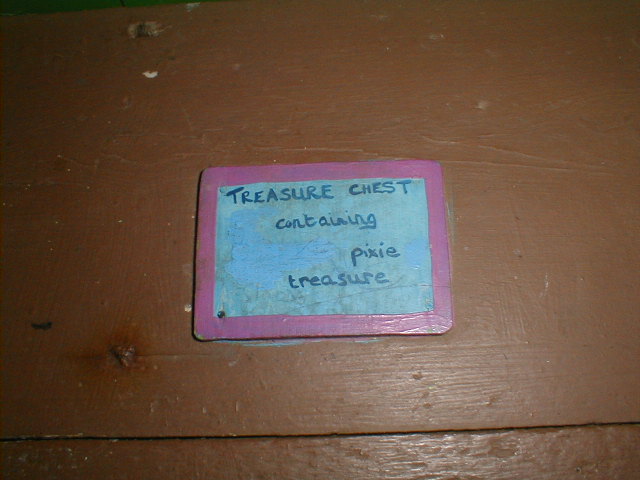 TREASURE CHEST
containing
pixie
treasure